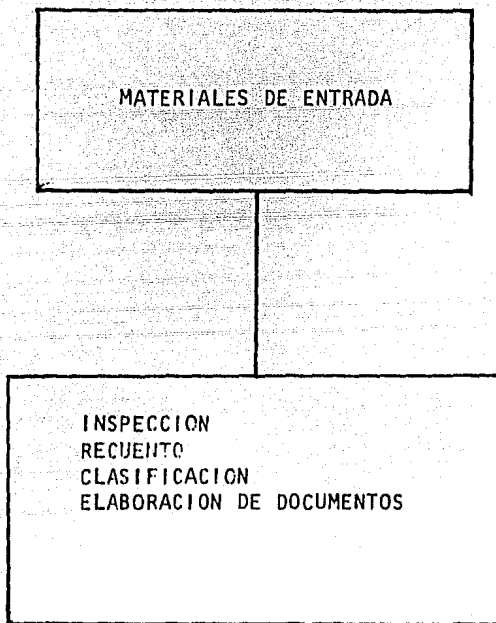 MATERIALES DE ENTRADA
INSPECCION
RECUENTO
CLASIFICACION
ELABORACION DE DOCUMENTOS